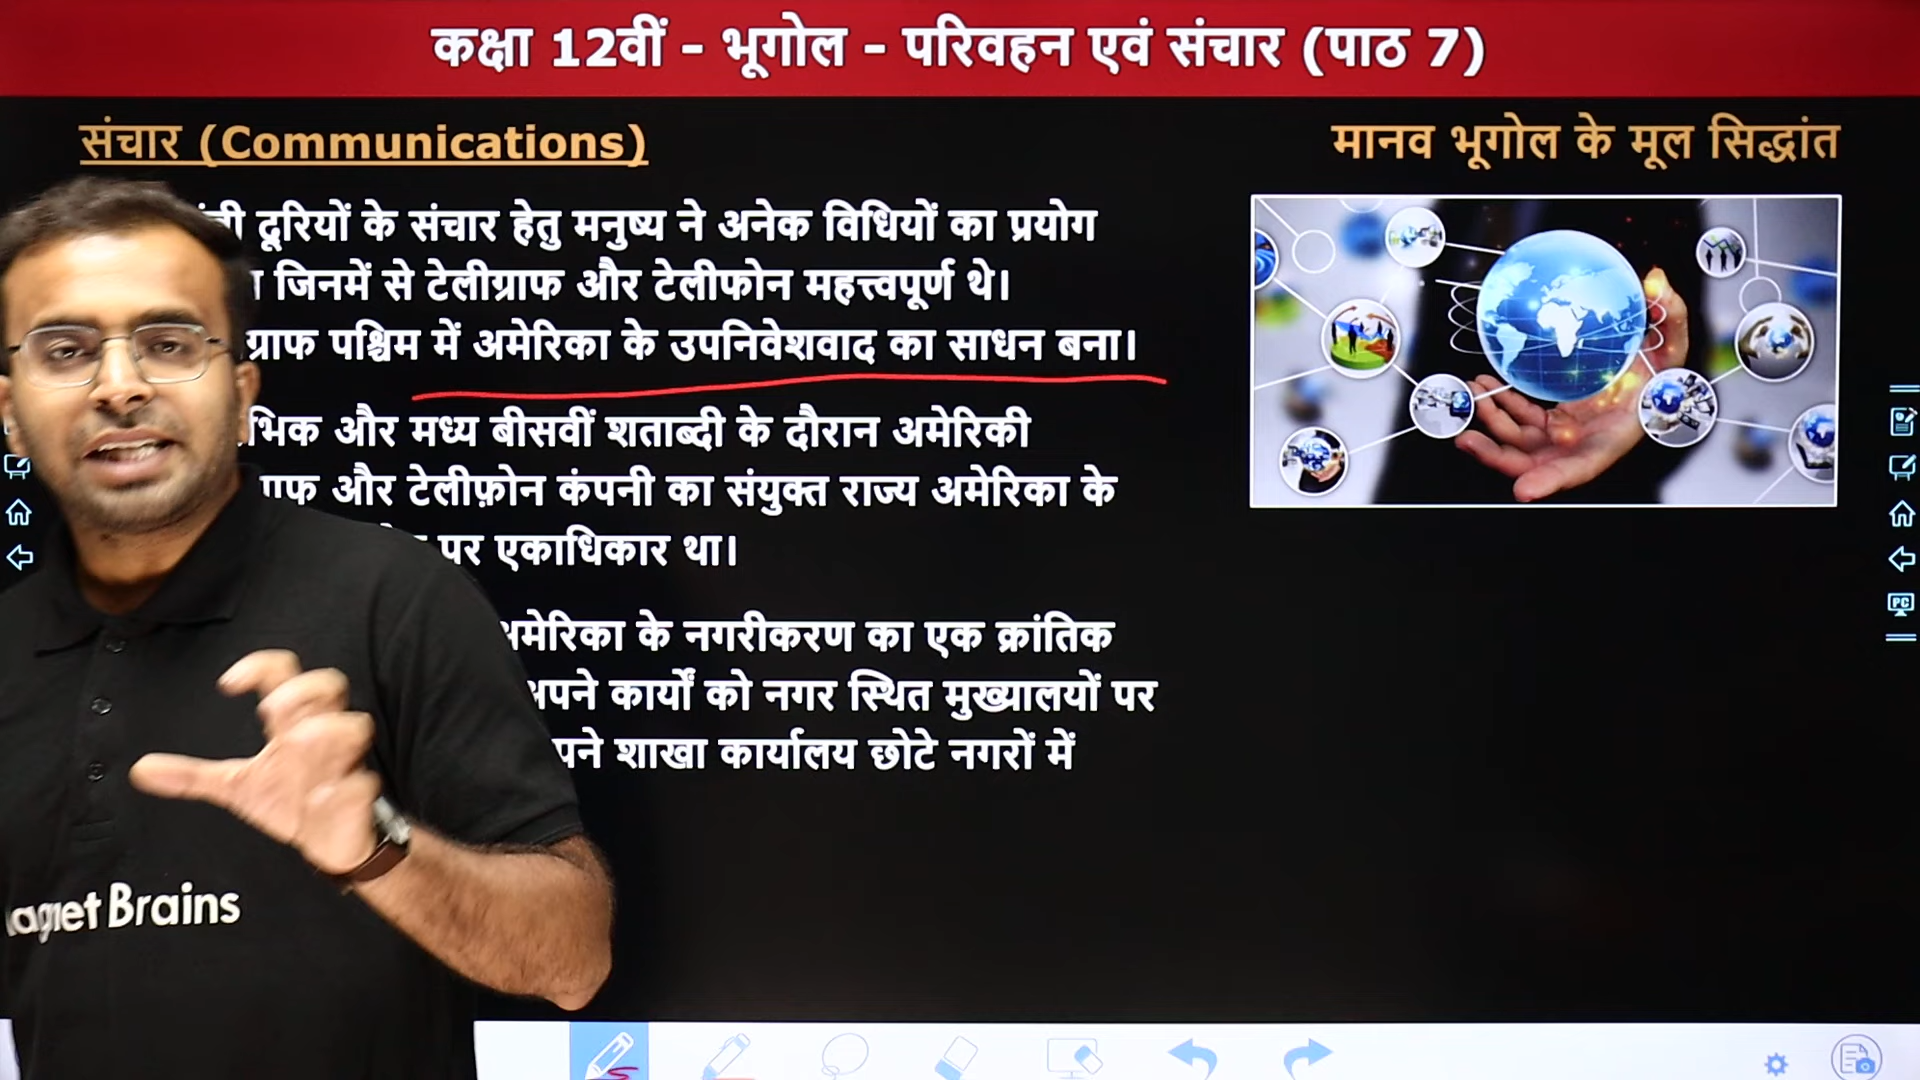 कक्षा 12वीं - भूगोल - परिवहन एवं संचार (पाठ 7)
संचार (Communications)
मानव भूगोल के मूल सिद्धांत
दूरियों के संचार हेतु मनुष्य ने अनेक विधियों का प्रयोग
जिनमें से टेलीग्राफ और टेलीफोन महत्त्वपूर्ण थे।
पश्चिम में अमेरिका के उपनिवेशवाद का साधन बना।
और मध्य बीसवीं शताब्दी के दौरान अमेरिकी
और टेलीफ़ोन कंपनी का संयुक्त राज्य अमेरिका के
पर एकाधिकार था।
के नगरीकरण का एक क्रांतिक
को नगर स्थित मुख्यालयों पर
शाखा कार्यालय छोटे नगरों में
Brains
PC